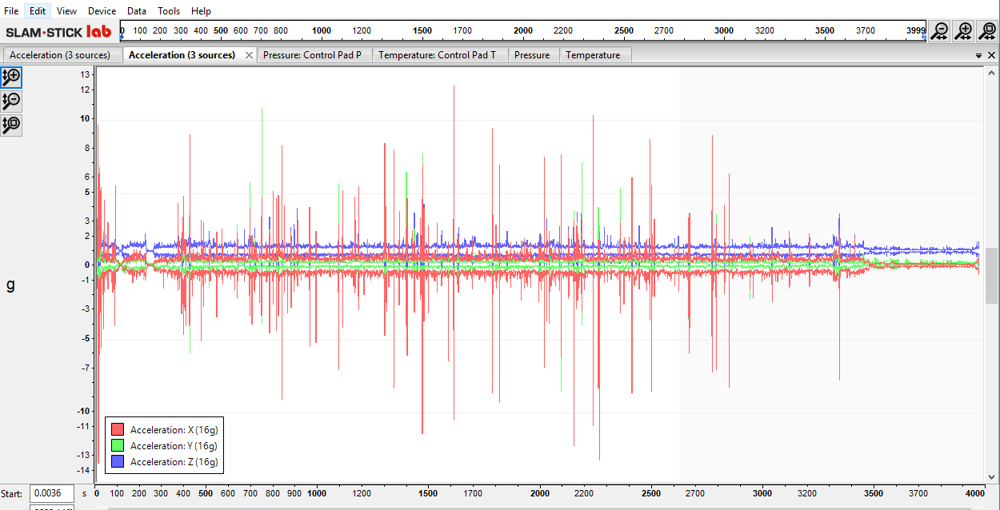 File Edit View Device Data Tools Help
SLAM•STICK lab
0 100 200 300 400 500 600 700 800 1000 1200 1500 1700 2000 2200 2500 2700 3000 3200 3500 3700 3999
Acceleration (3 sources) Acceleration (3 sources) Pressure: Control Pad P Temperature: Control Pad T Pressure Temperature
13
12
10
8
6
5
3
2
0
-1
g
-3
-5
-7
-10
-11
-13
-14
Acceleration: X (16g)
Acceleration: Y (16g)
Acceleration: Z (16g)
Start: 0.0036 s 0 100 200 300 400 500 600 700 800 900 1000 1200 1500 1700 2000 2200 2500 2700 3000 3200 3500 3700 4000